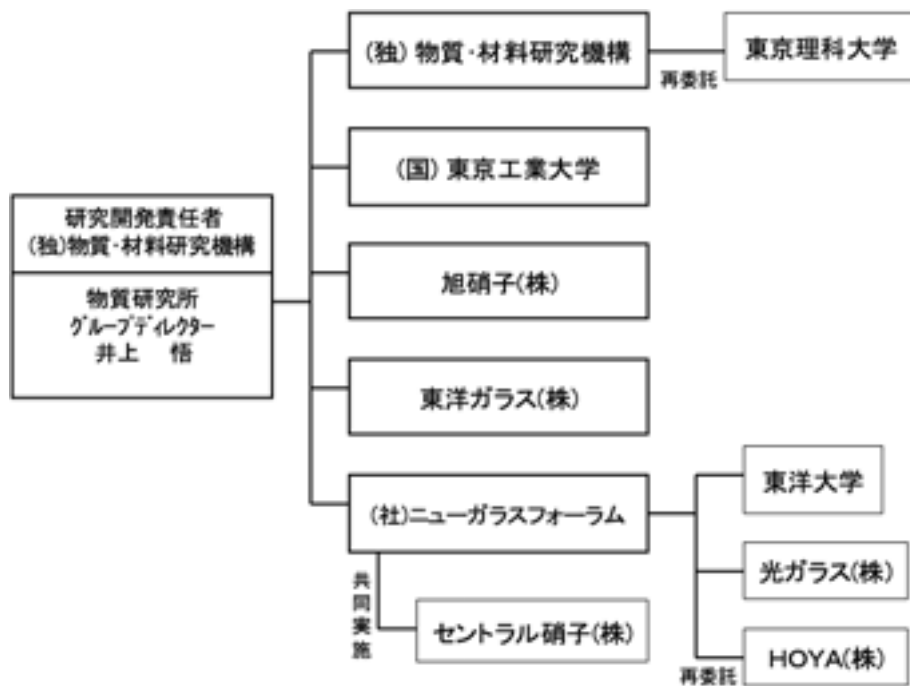 (独) 物質・材料研究機構
東京理科大学
再委託
(国) 東京工業大学
研究開発責任者
(独)物質・材料研究機構
物質研究所
グループディレクター
井上 悟
旭硝子(株)
東洋ガラス(株)
(社)ニューガラスフォーラム
東洋大学
光ガラス(株)
HOYA(株)
再委託
共同実施
セントラル硝子(株)